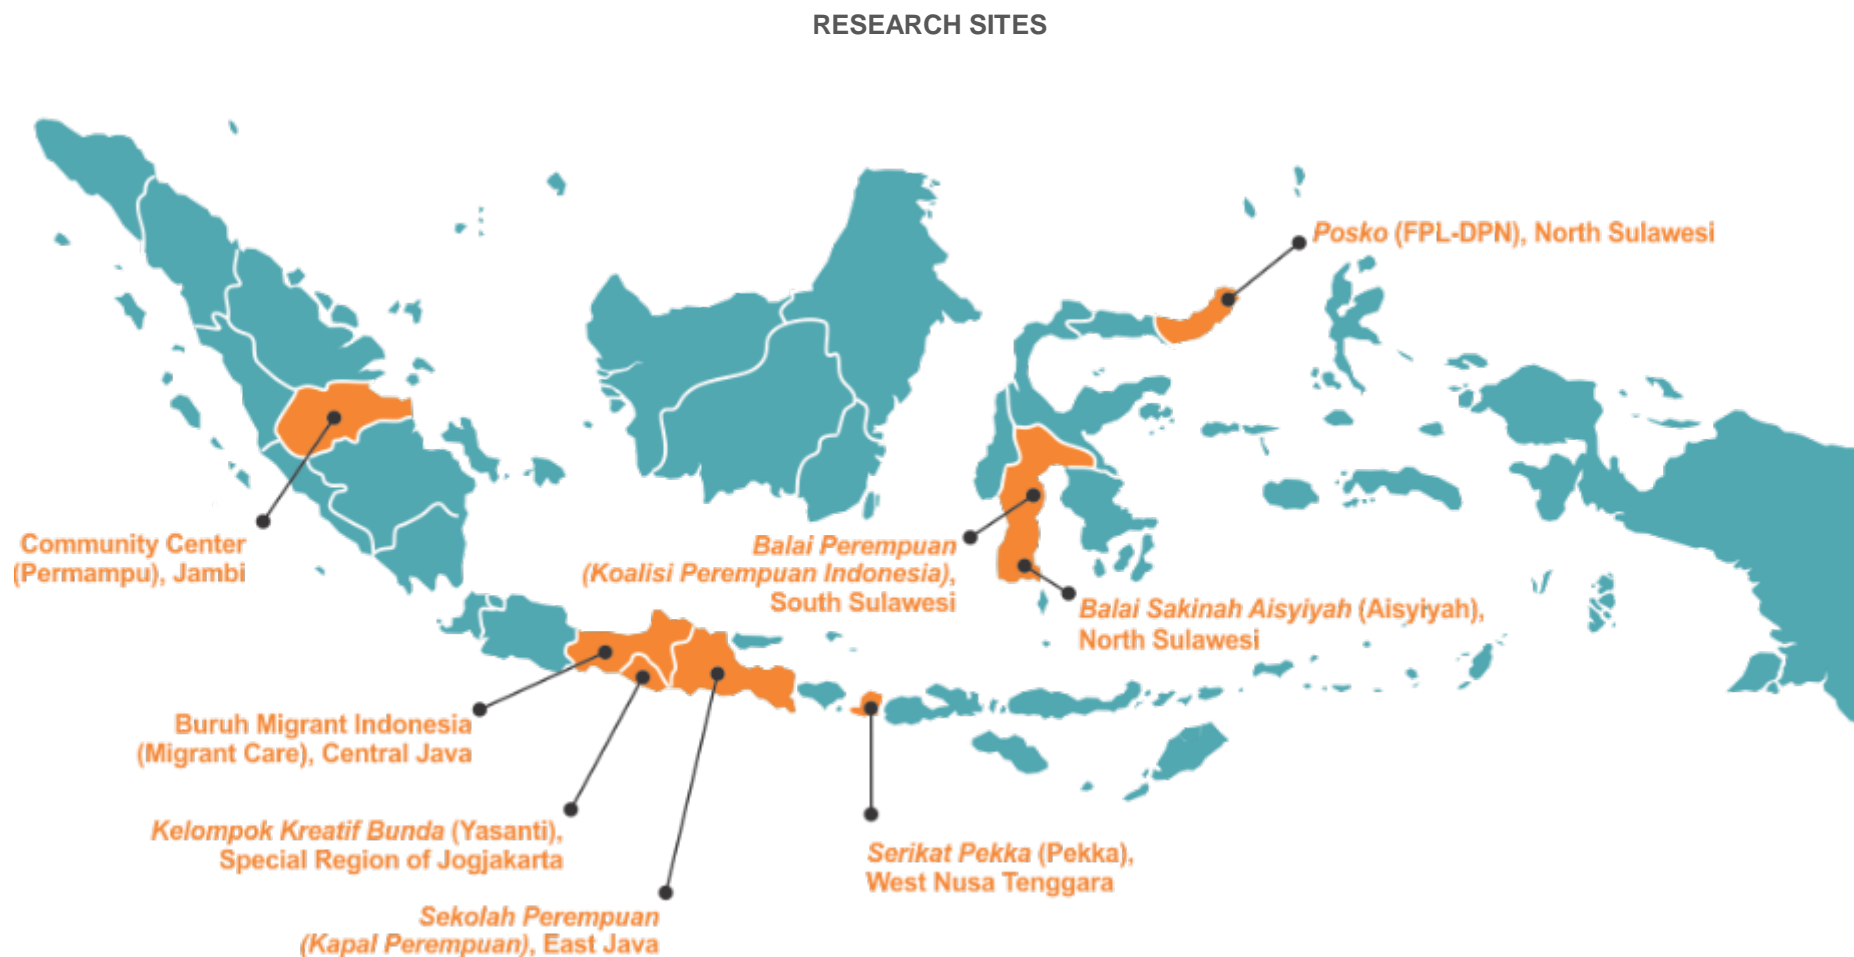 RESEARCH SITES
Posko (FPL-DPN), North Sulawesi
Community Center
(Permampu), Jambi
Balai Perempuan
(Koalisi Perempuan Indonesia),
South Sulawesi
Balai Sakinah Aisyiyah (Aisyiyah),
North Sulawesi
Buruh Migrant Indonesia
(Migrant Care), Central Java
Kelompok Kreatif Bunda (Yasanti),
Special Region of Jogjakarta
Serikat Pekka (Pekka),
West Nusa Tenggara
Sekolah Perempuan
(Kapal Perempuan), East Java